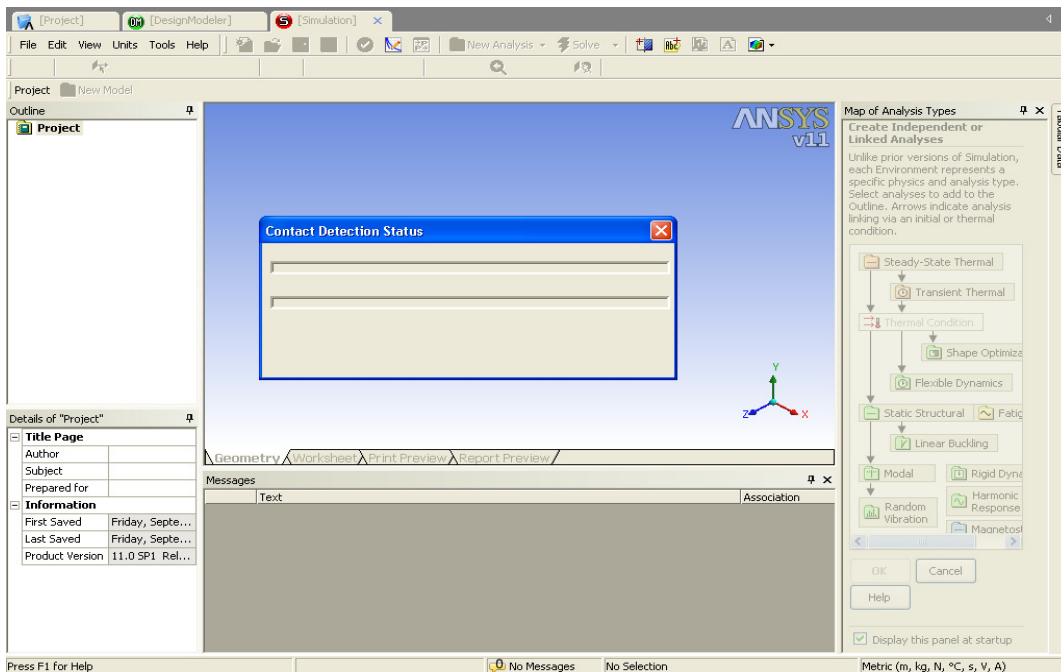 [Project]
[DesignModeler]
[Simulation]
File Edit View Units Tools Help
New Analysis
Solve
Project New Model
Outline
Project
ANSYS
v11
Contact Detection Status
Y
Z
X
Map of Analysis Types
Create Independent or
Linked Analyses
Unlike prior versions of Simulation,
each Environment represents a
specific physics and analysis type.
Select analyses to add to the
Outline. Arrows indicate analysis
linking via an initial or thermal
condition.
Steady-State Thermal
Transient Thermal
Thermal Condition
Shape Optimiza
Flexible Dynamics
Static Structural Fatig
Linear Buckling
Modal Rigid Dyna
Harmonic
Response
Random
Vibration
Magnetost
OK Cancel
Help
Display this panel at startup
Details of "Project"
Title Page
Author
Subject
Prepared for
Information
First Saved Friday, Septe...
Last Saved Friday, Septe...
Product Version 11.0 SP1 Rel...
Geometry Worksheet Print Preview Report Preview
Messages
Text Association
Press F1 for Help
0 No Messages
No Selection
Metric (m, kg, N, °C, s, V, A)